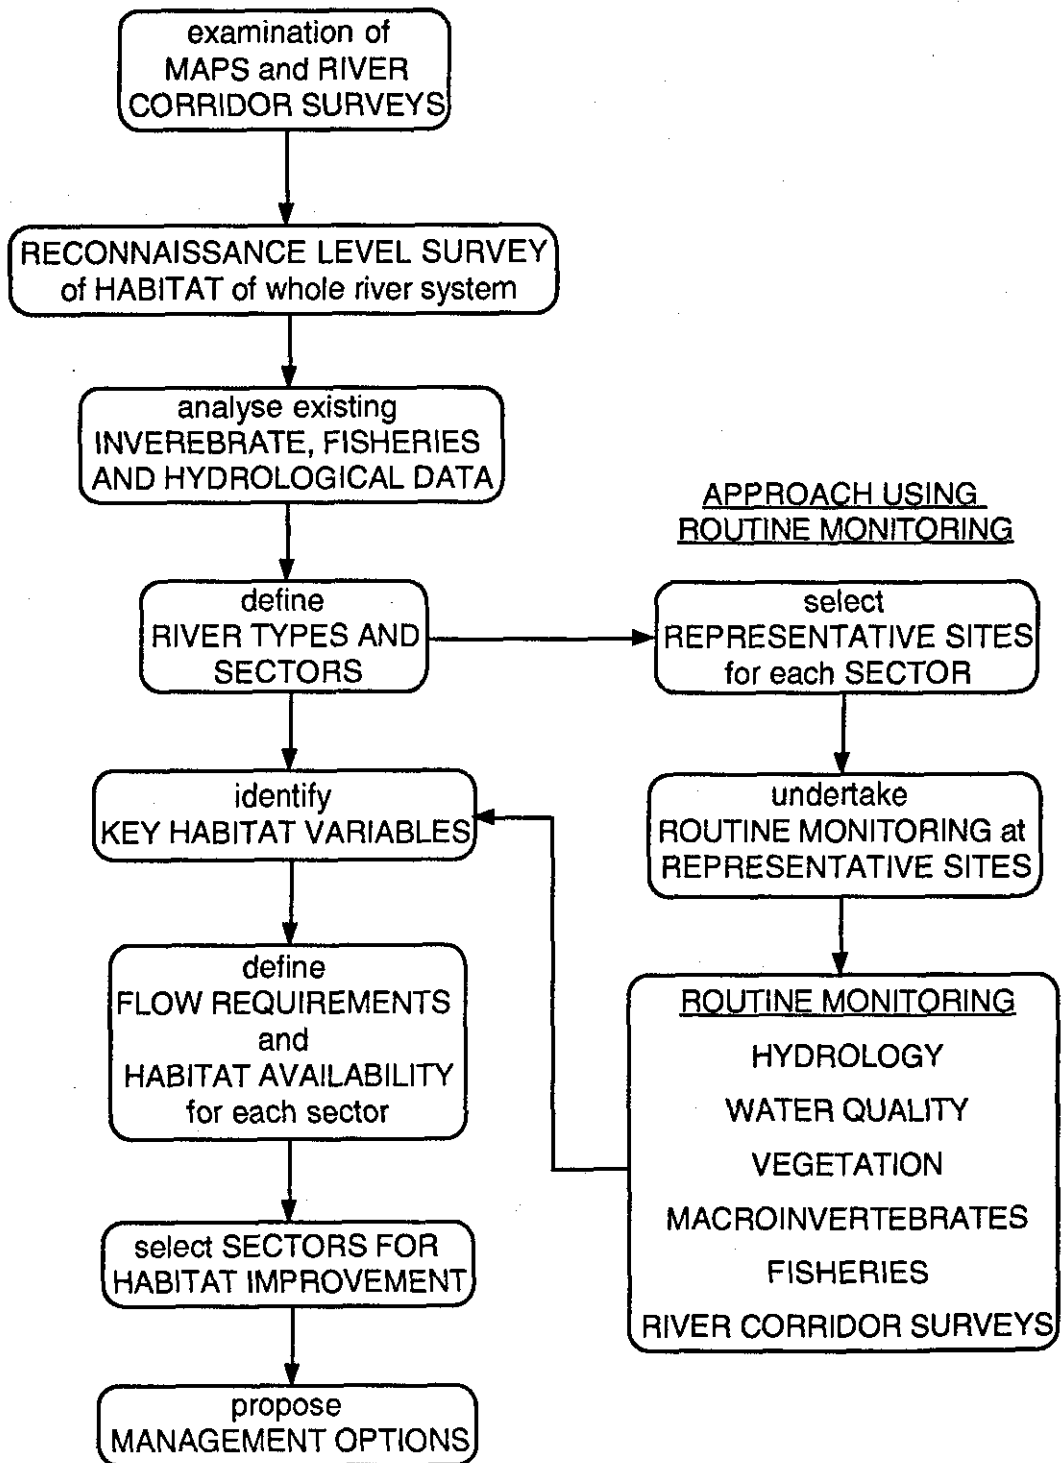 examination of
MAPS and RIVER
CORRIDOR SURVEYS
RECONNAISSANCE LEVEL SURVEY
of HABITAT of whole river system
analyse existing
INVEREBRATE, FISHERIES
AND HYDROLOGICAL DATA
define
RIVER TYPES AND
SECTORS
identify
KEY HABITAT VARIABLES
define
FLOW REQUIREMENTS
and
HABITAT AVAILABILITY
for each sector
select SECTORS FOR
HABITAT IMPROVEMENT
propose
MANAGEMENT OPTIONS
APPROACH USING
ROUTINE MONITORING
select
REPRESENTATIVE SITES
for each SECTOR
undertake
ROUTINE MONITORING at
REPRESENTATIVE SITES
ROUTINE MONITORING
HYDROLOGY
WATER QUALITY
VEGETATION
MACROINVERTEBRATES
FISHERIES
RIVER CORRIDOR SURVEYS